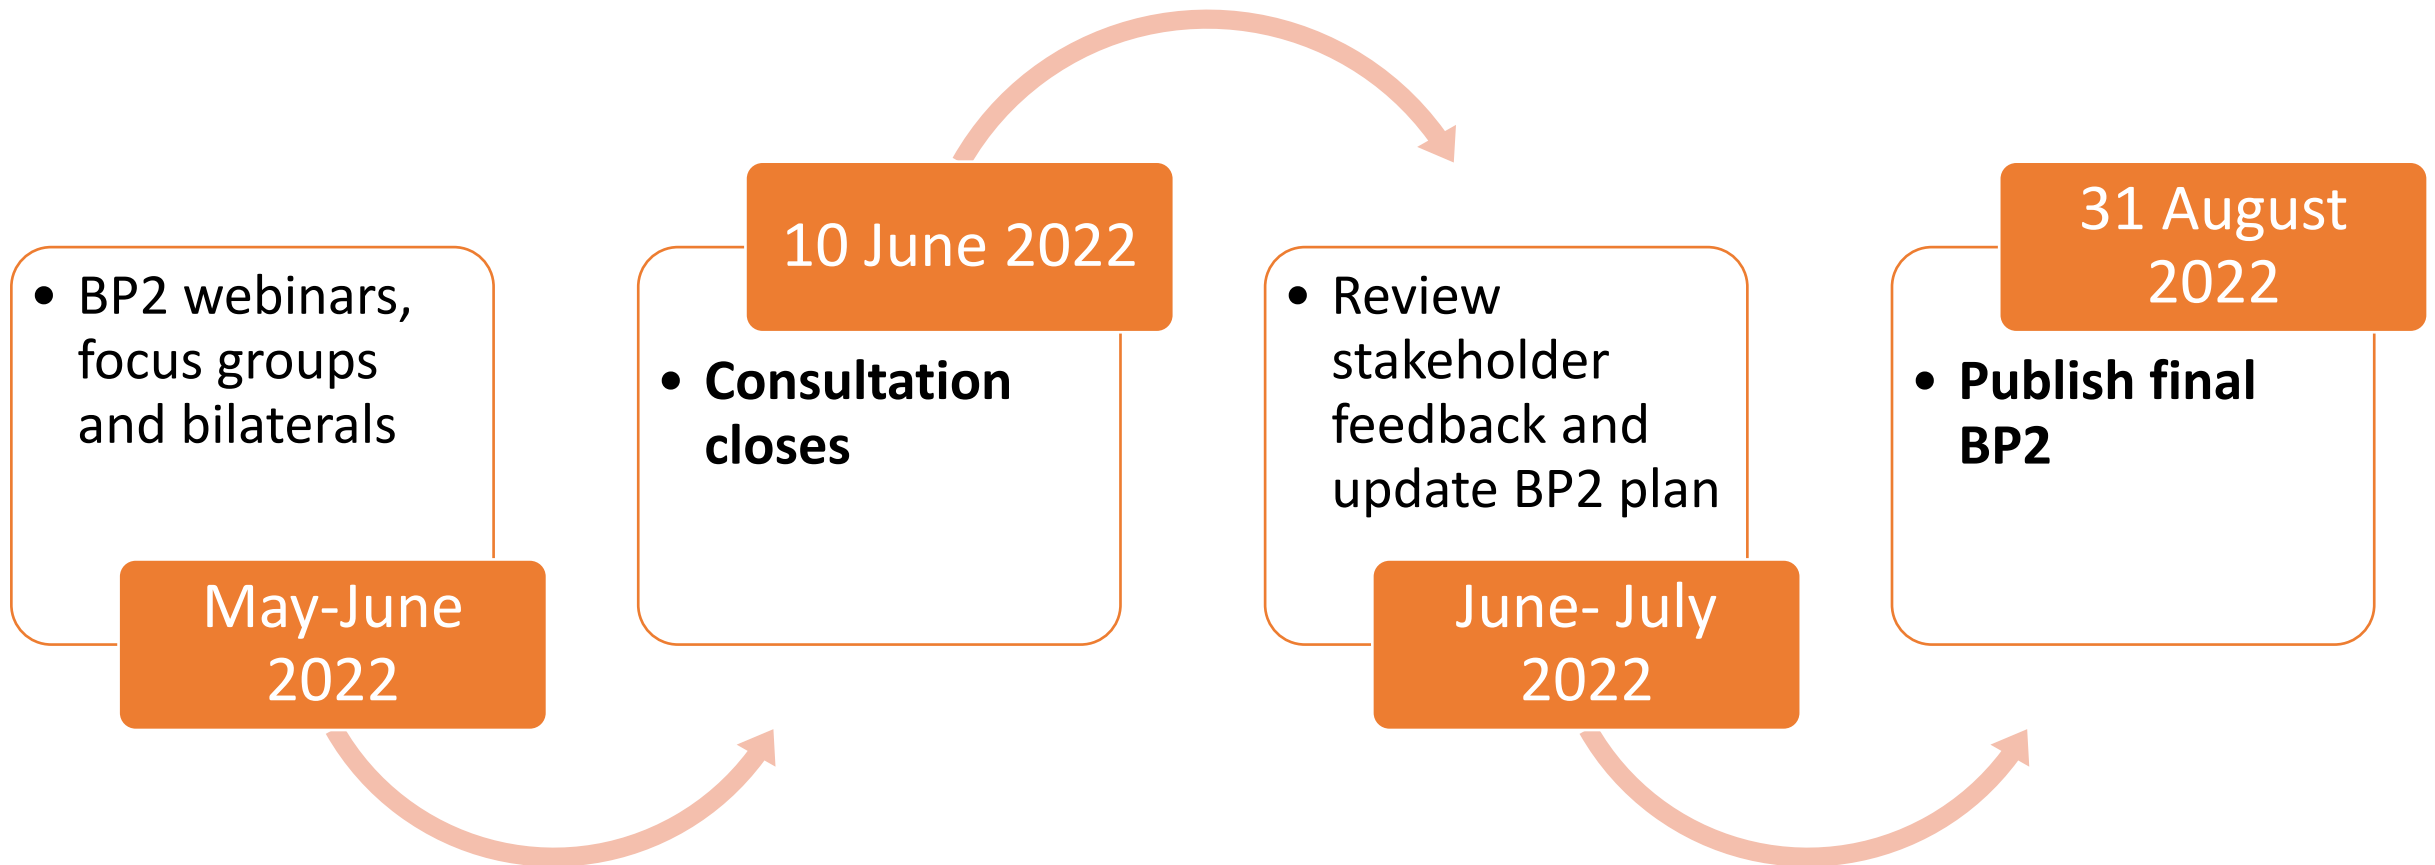 • BP2 webinars,
focus groups
and bilaterals
May-June
2022
10 June 2022
• Consultation
closes
• Review
stakeholder
feedback and
update BP2 plan
June- July
2022
31 August
2022
• Publish final
BP2